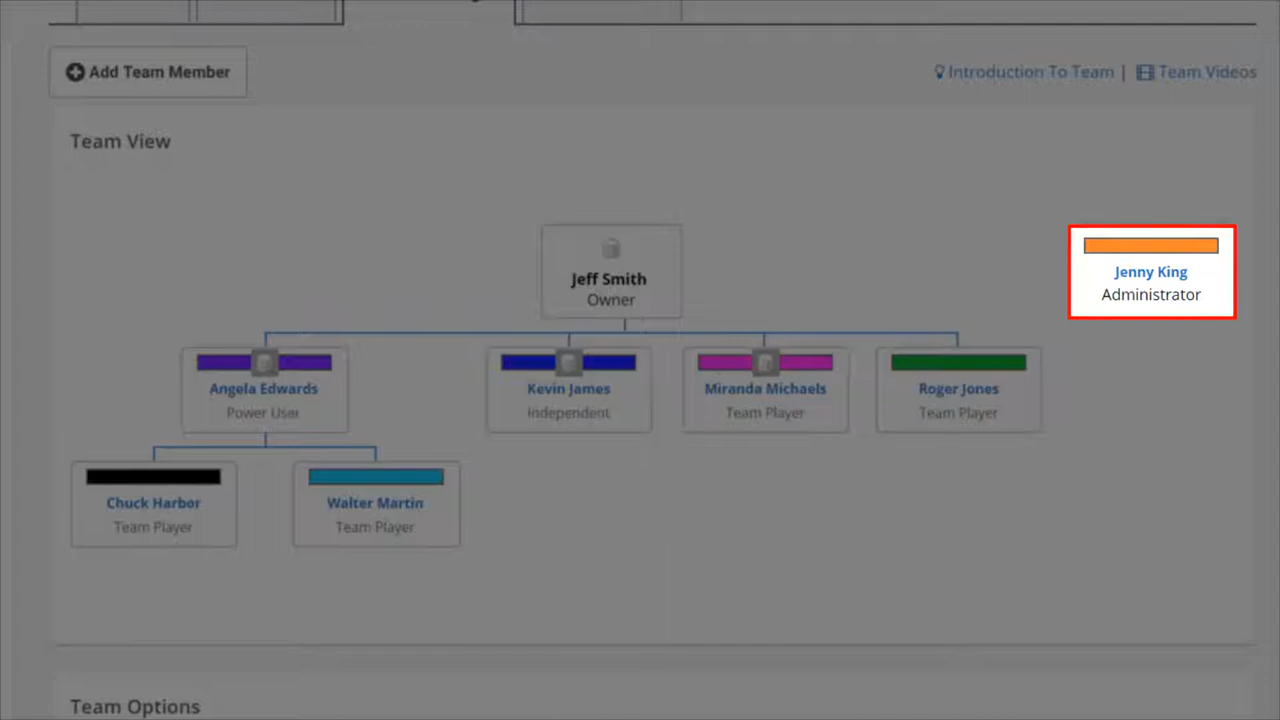 Add Team Member
Introduction To Team | Team Videos
Team View
Jeff Smith
Owner
Jenny King
Administrator
Angela Edwards
Power User
Kevin James
Independent
Miranda Michaels
Team Player
Roger Jones
Team Player
Chuck Harbor
Team Player
Walter Martin
Team Player
Team Options